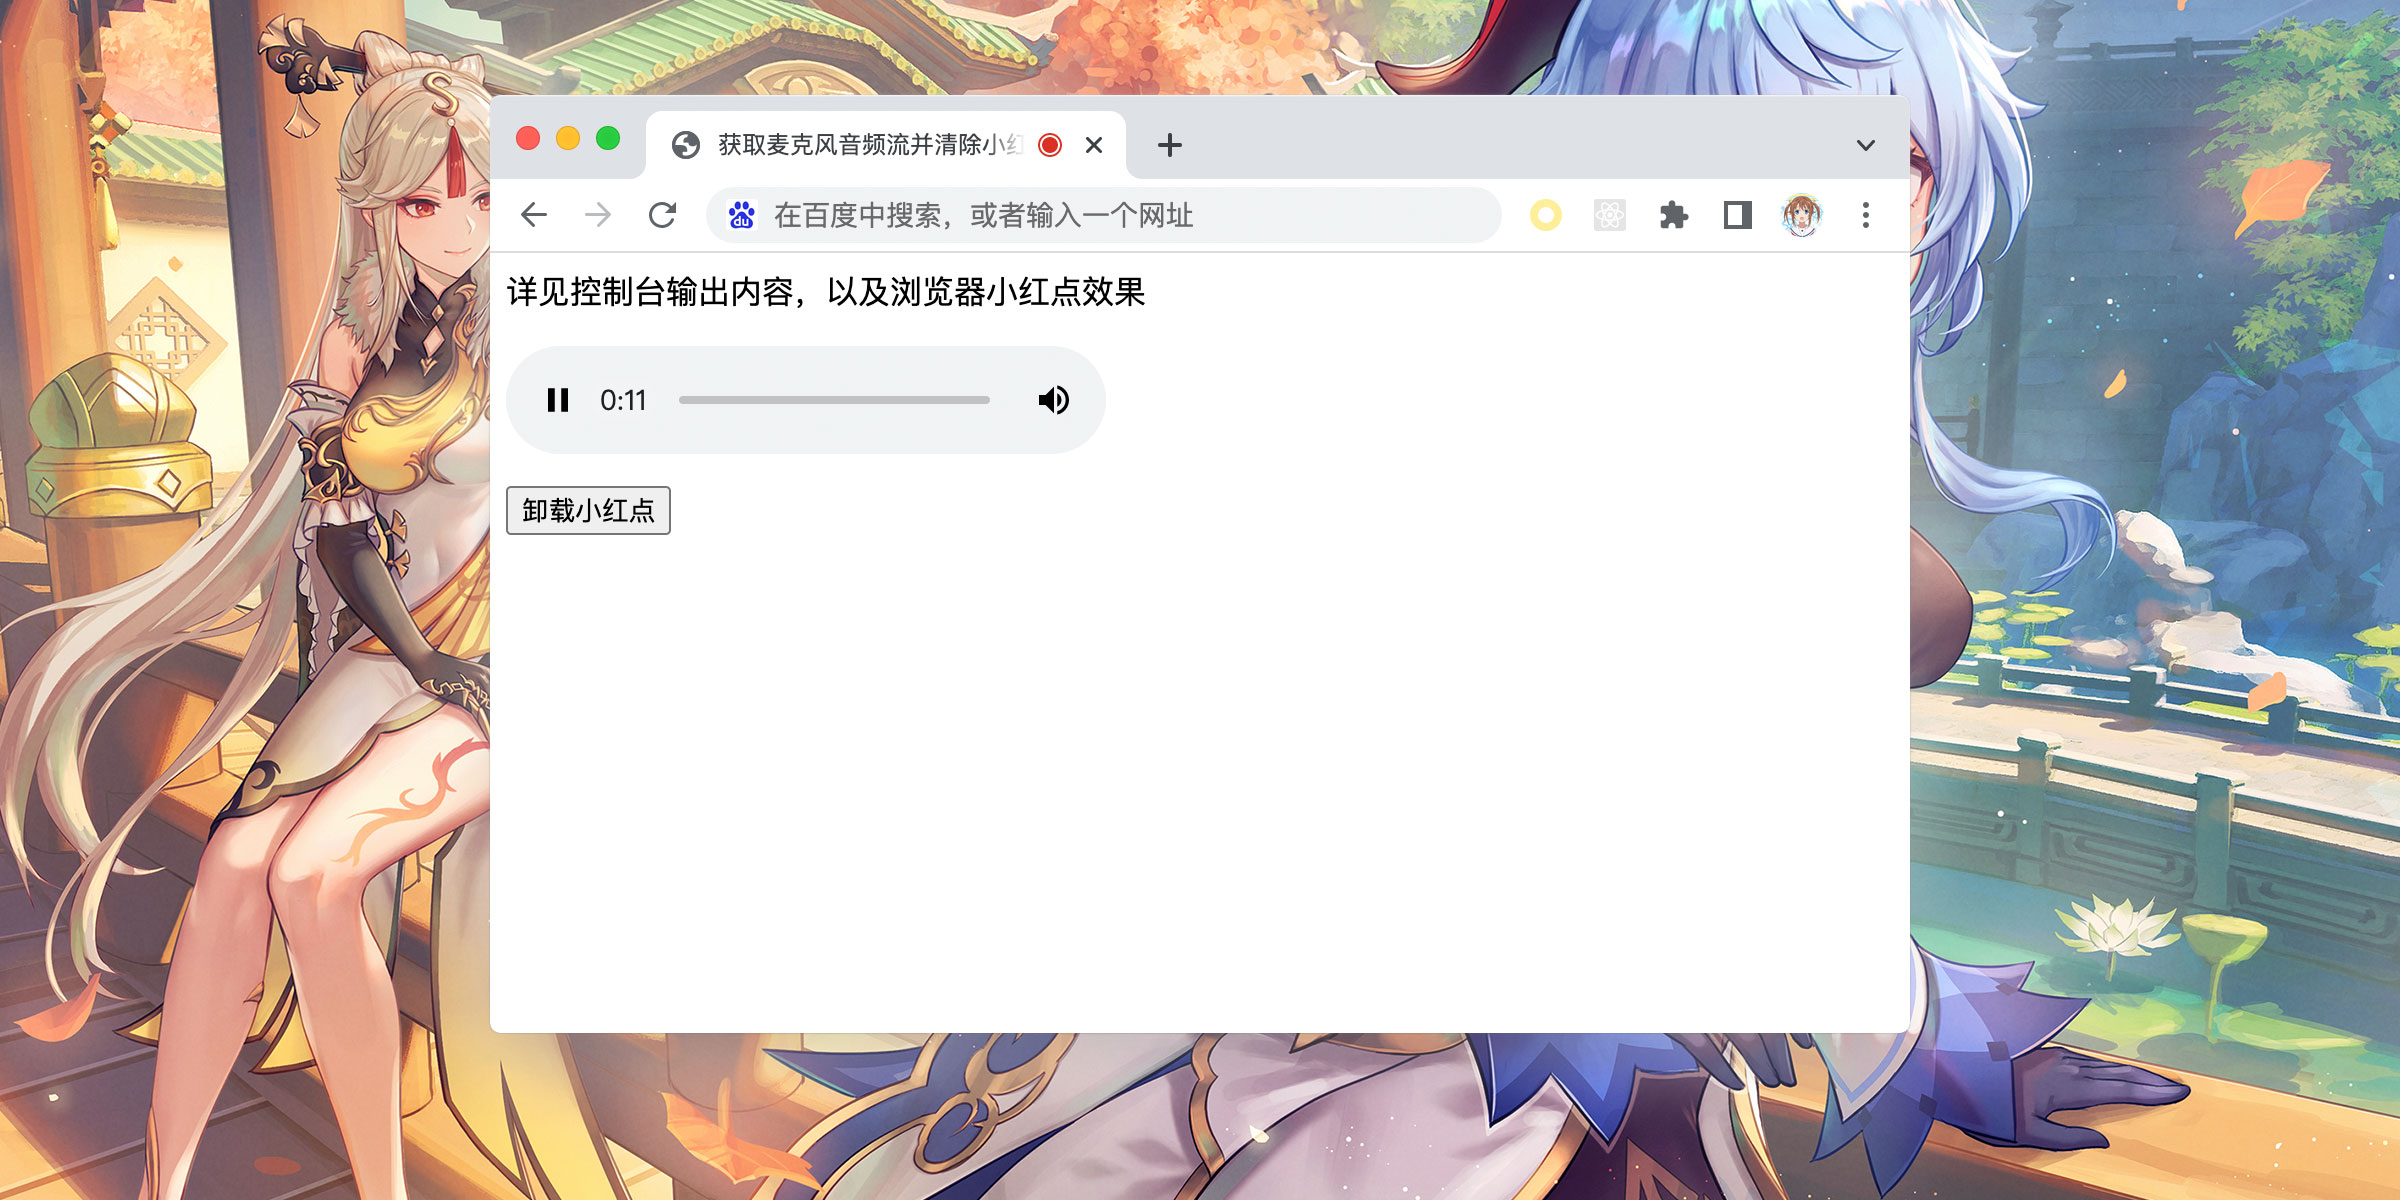 获取麦克风音频流并清除小红
du
在百度中搜索，或者输入一个网址
详见控制台输出内容，以及浏览器小红点效果
0:11
卸载小红点